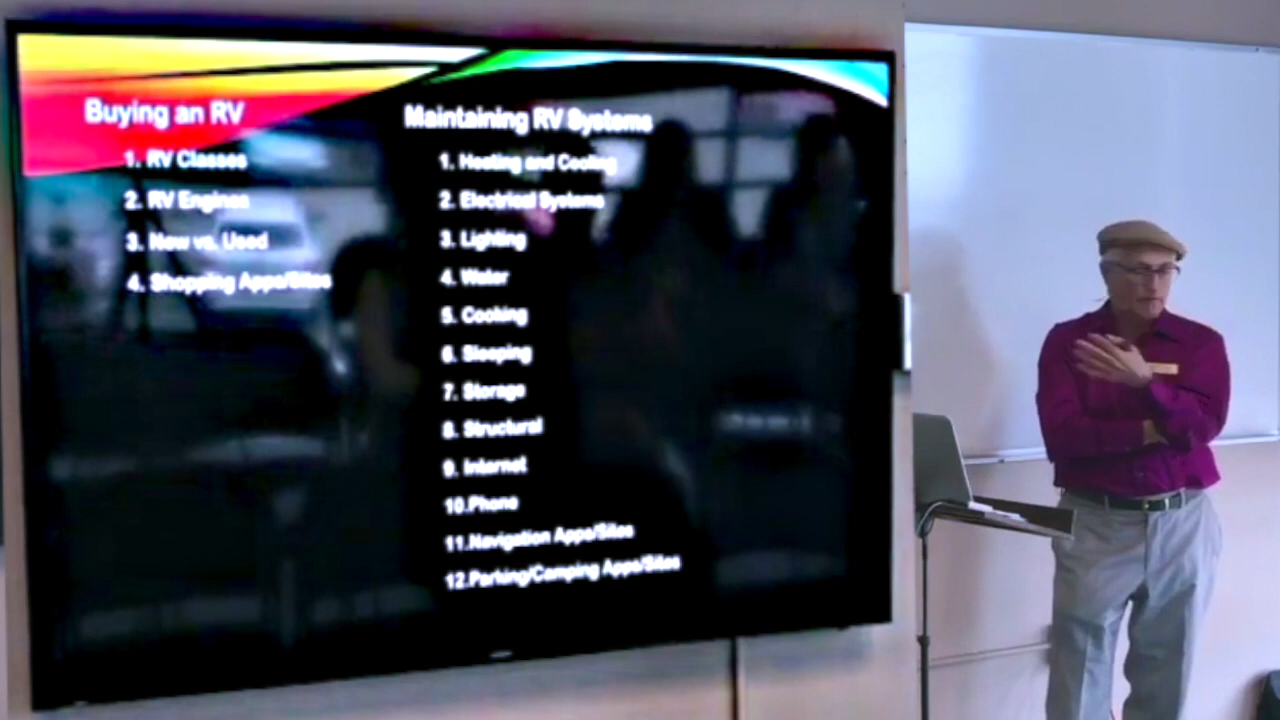 Buying an RV
1. RV Classes
2. RV Engines
3. New vs. Used
4. Shopping Apps/Sites
Maintaining RV Systems
1. Heating and Cooling
2. Electrical Systems
3. Lighting
4. Water
5. Cooking
6. Sleeping
7. Storage
8. Structural
9. Internet
10.Phone
11.Navigation Apps/Sites
12.Parking/Camping Apps/Sites